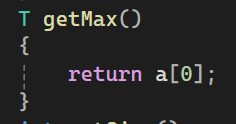 T getMax()
{
    return a[0];
}